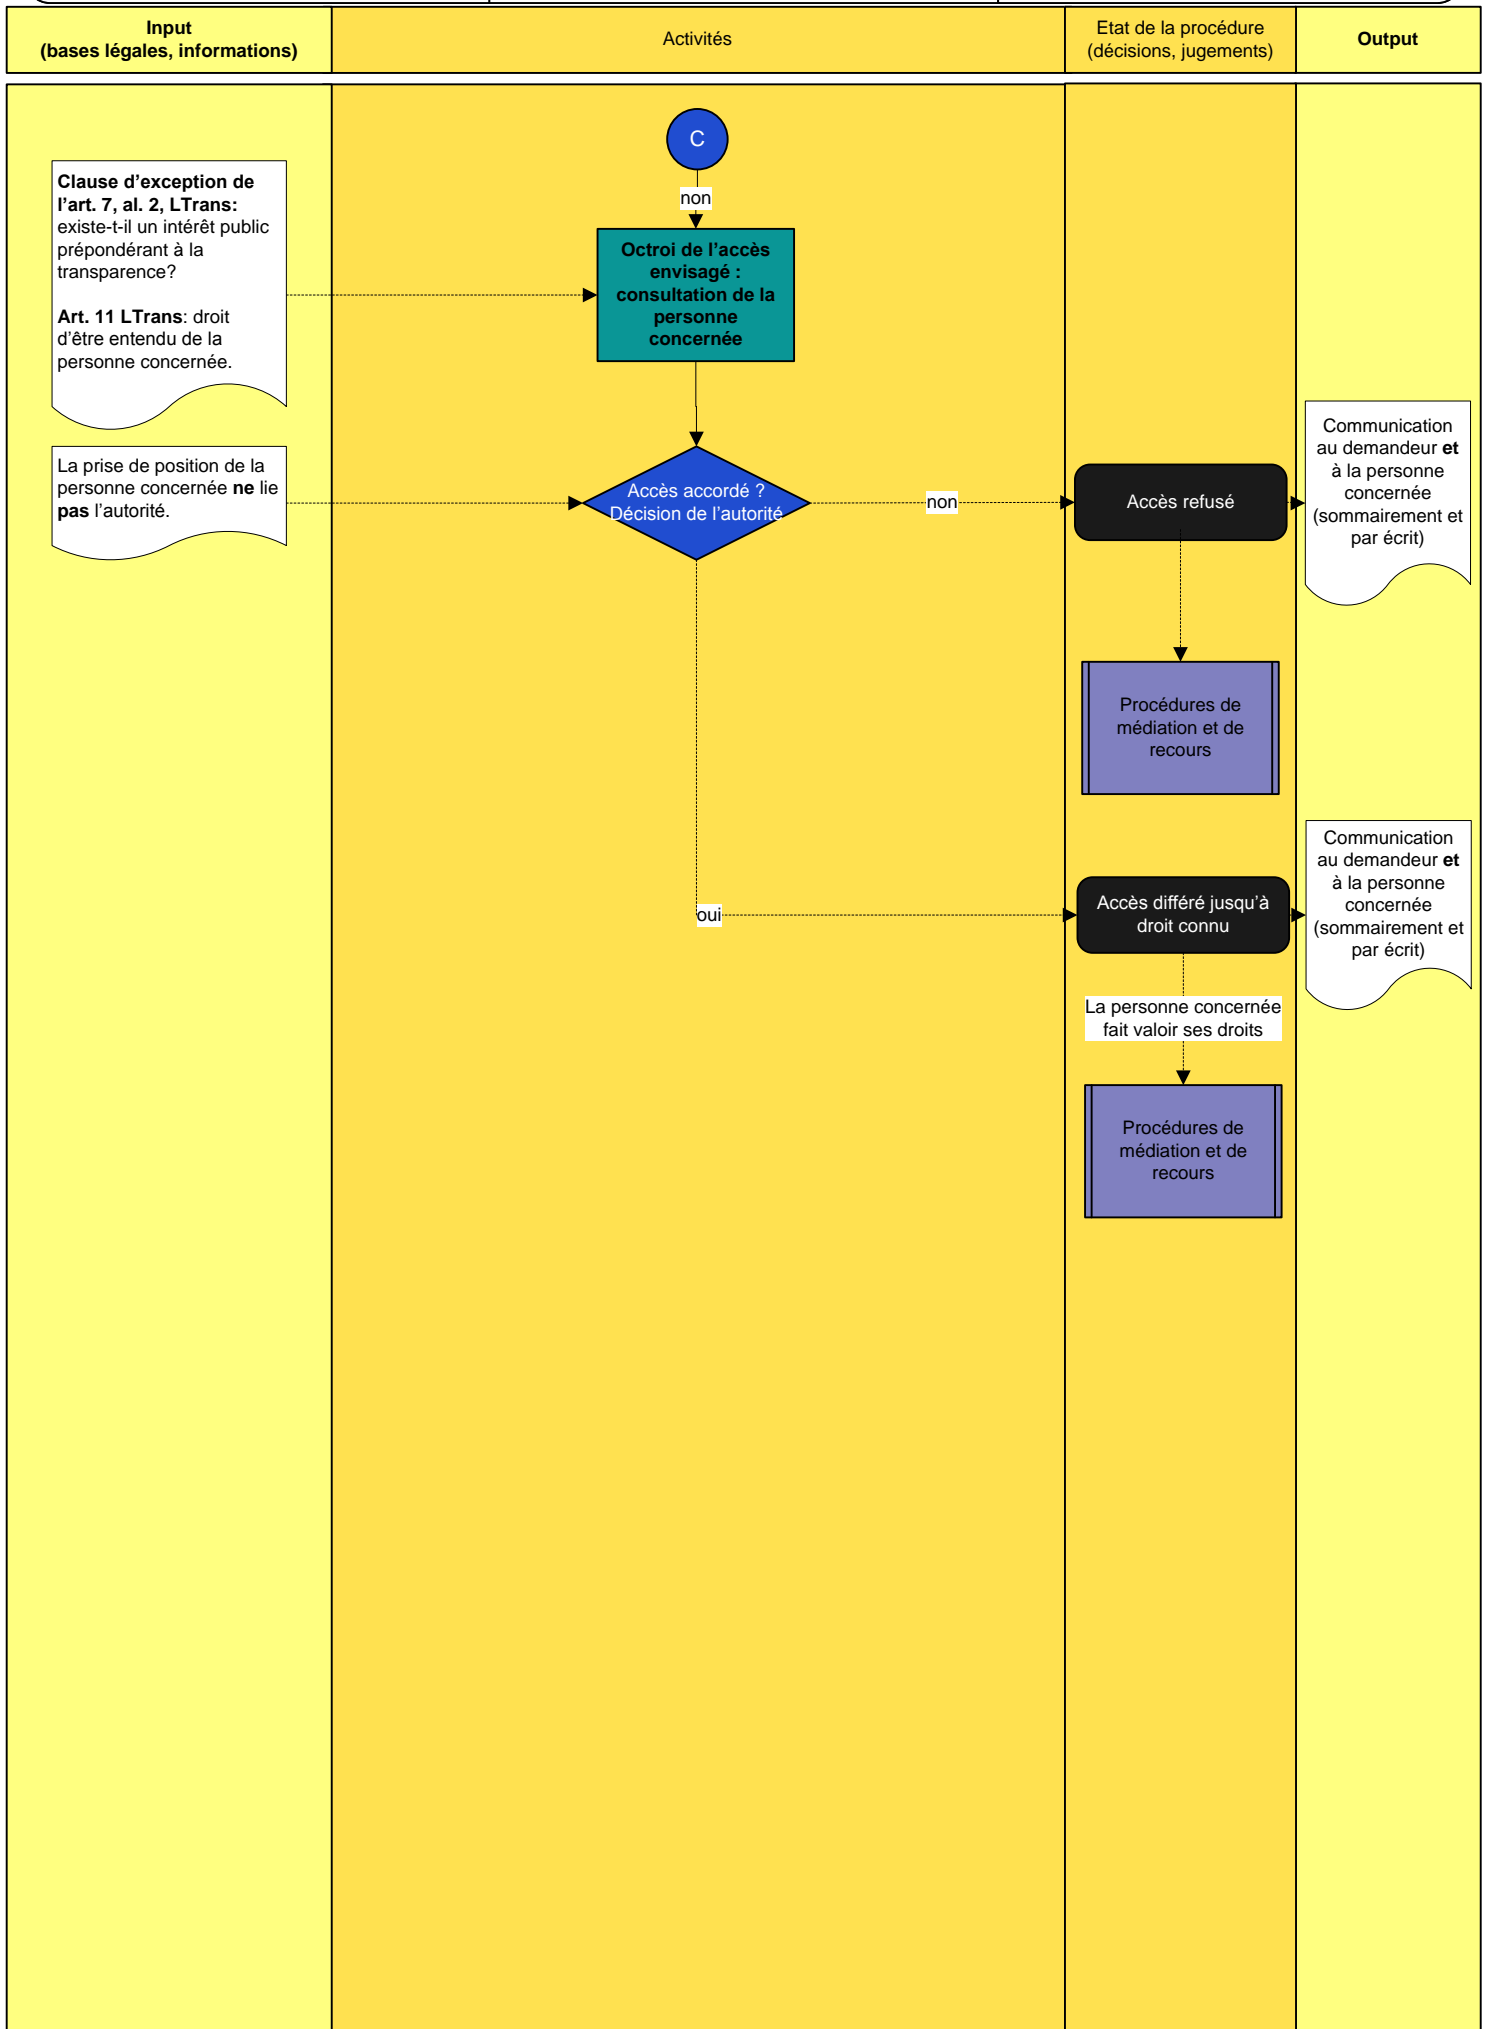 Input
(bases légales, informations)
Activités
Etat de la procédure
(décisions, jugements)
Output
C
non
Clause d’exception de
l’art. 7, al. 2, LTrans:
existe-t-il un intérêt public
prépondérant à la
transparence?
Art. 11 LTrans: droit
d’être entendu de la
personne concernée.
Octroi de l’accès
envisagé :
consultation de la
personne
concernée
La prise de position de la
personne concernée ne lie
pas l’autorité.
Accès accordé ?
Décision de l’autorité
non
Accès refusé
Communication
au demandeur et
à la personne
concernée
(sommairement et
par écrit)
Procédures de
médiation et de
recours
oui
Accès différé jusqu’à
droit connu
Communication
au demandeur et
à la personne
concernée
(sommairement et
par écrit)
La personne concernée
fait valoir ses droits
Procédures de
médiation et de
recours